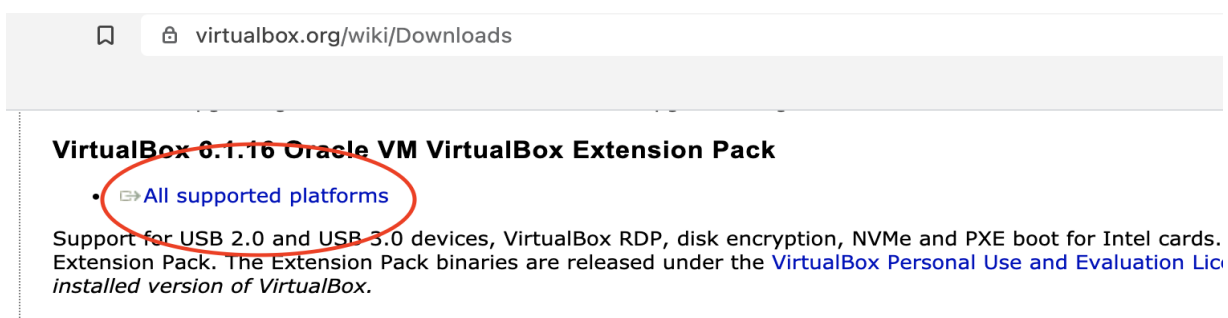 virtualbox.org/wiki/Downloads
VirtualBox 6.1.16 Oracle VM VirtualBox Extension Pack
• All supported platforms
Support for USB 2.0 and USB 3.0 devices, VirtualBox RDP, disk encryption, NVMe and PXE boot for Intel cards.
Extension Pack. The Extension Pack binaries are released under the VirtualBox Personal Use and Evaluation Lic
installed version of VirtualBox.